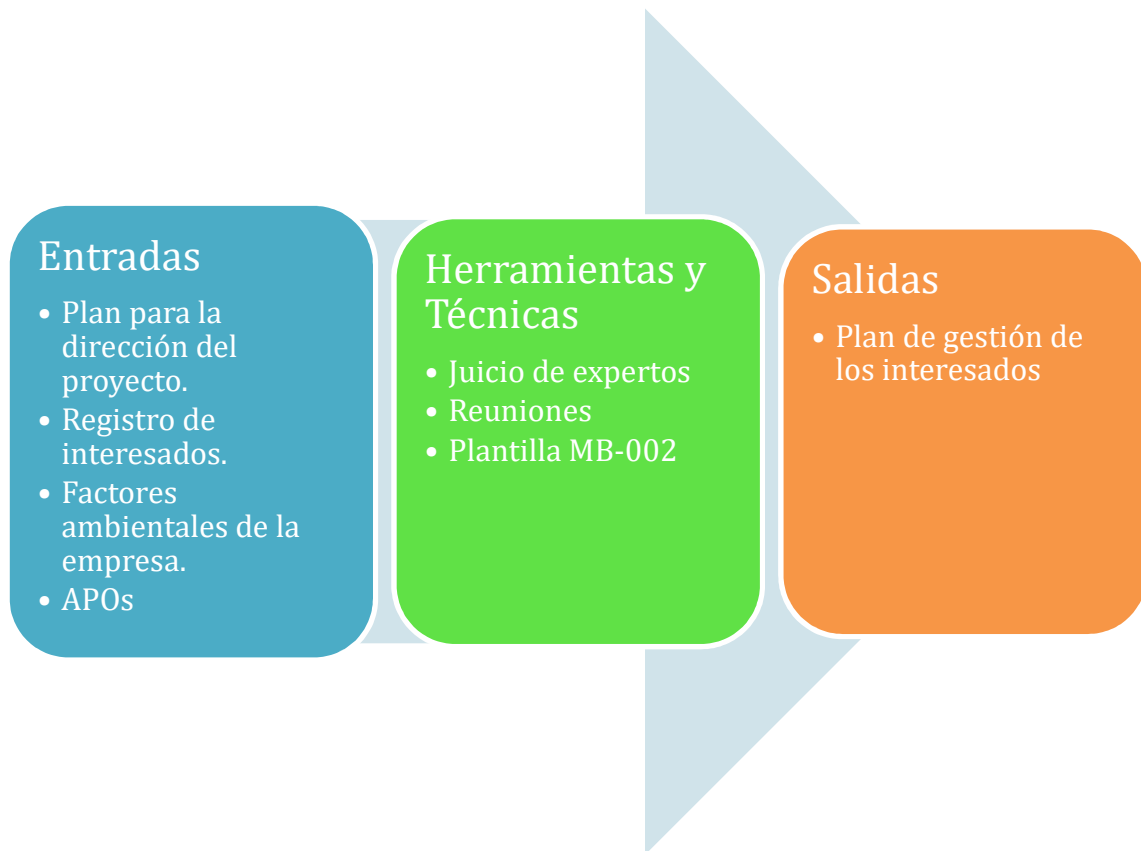 Entradas
• Plan para la
dirección del
proyecto.
• Registro de
interesados.
• Factores
ambientales de la
empresa.
• APOs
Herramientas y
Técnicas
• Juicio de expertos
• Reuniones
• Plantilla MB-002
Salidas
• Plan de gestión de
los interesados